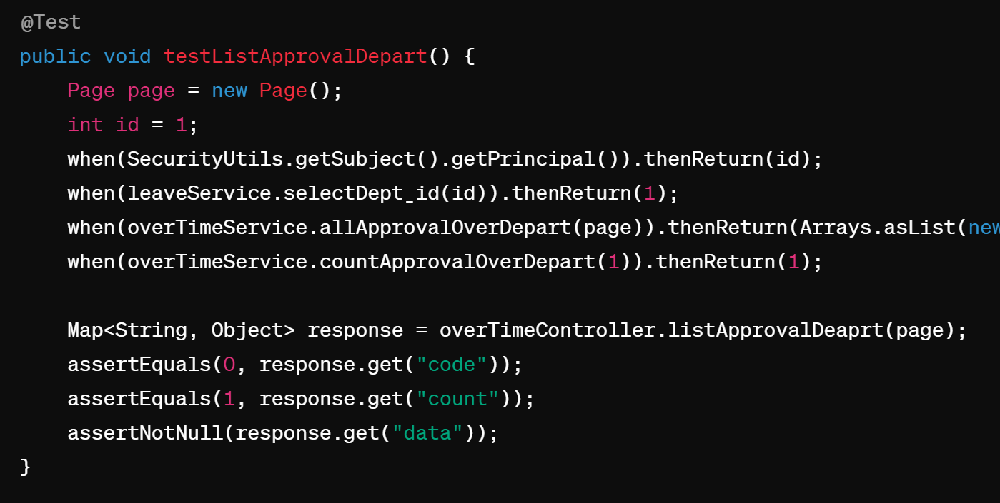 @Test
public void testListApprovalDepart() {
    Page page = new Page();
    int id = 1;
    when(SecurityUtils.getSubject().getPrincipal()).thenReturn(id);
    when(leaveService.selectDept_id(id)).thenReturn(1);
    when(overTimeService.allApprovalOverDepart(page)).thenReturn(Arrays.asList(new
    when(overTimeService.countApprovalOverDepart(1)).thenReturn(1);
    Map<String, Object> response = overTimeController.listApprovalDeaprt(page);
    assertEquals(0, response.get("code"));
    assertEquals(1, response.get("count"));
    assertNotNull(response.get("data"));
}